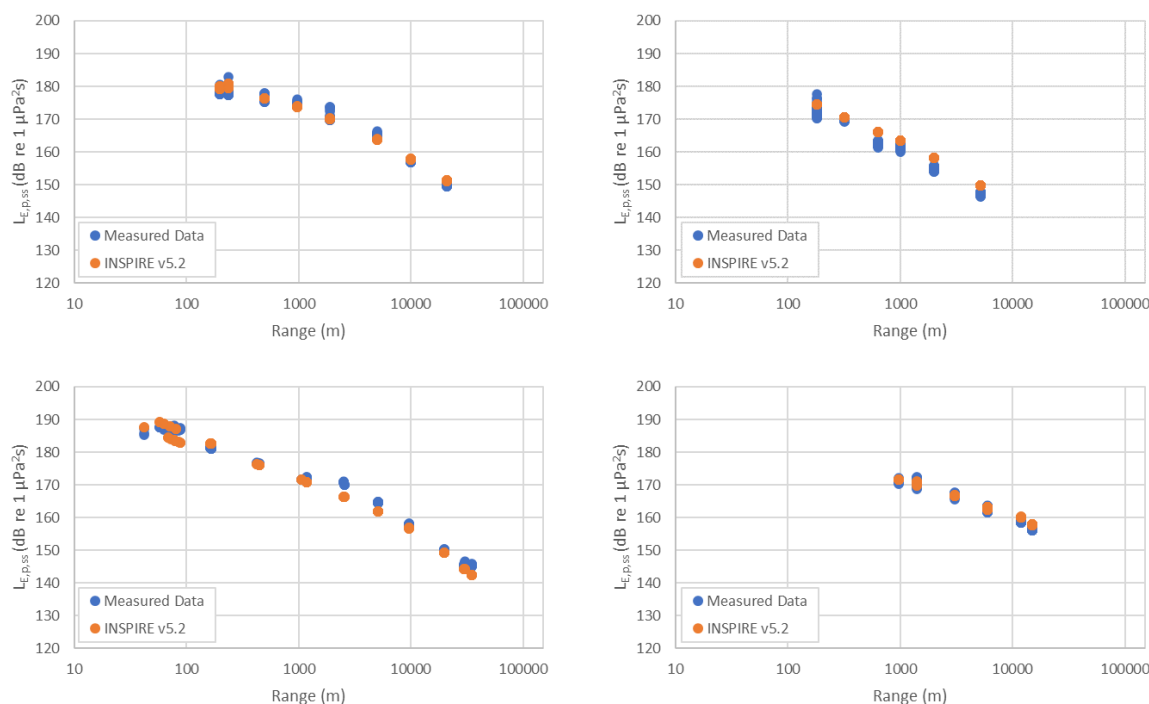 L_E,p,ss (dB re 1 µPa²s)
200
190
180
170
160
150
140
130
120
Measured Data
INSPIRE v5.2
10 100 1000 10000 100000
Range (m)
L_E,p,ss (dB re 1 µPa²s)
200
190
180
170
160
150
140
130
120
Measured Data
INSPIRE v5.2
10 100 1000 10000 100000
Range (m)
L_E,p,ss (dB re 1 µPa²s)
200
190
180
170
160
150
140
130
120
Measured Data
INSPIRE v5.2
10 100 1000 10000 100000
Range (m)
L_E,p,ss (dB re 1 µPa²s)
200
190
180
170
160
150
140
130
120
Measured Data
INSPIRE v5.2
10 100 1000 10000 100000
Range (m)